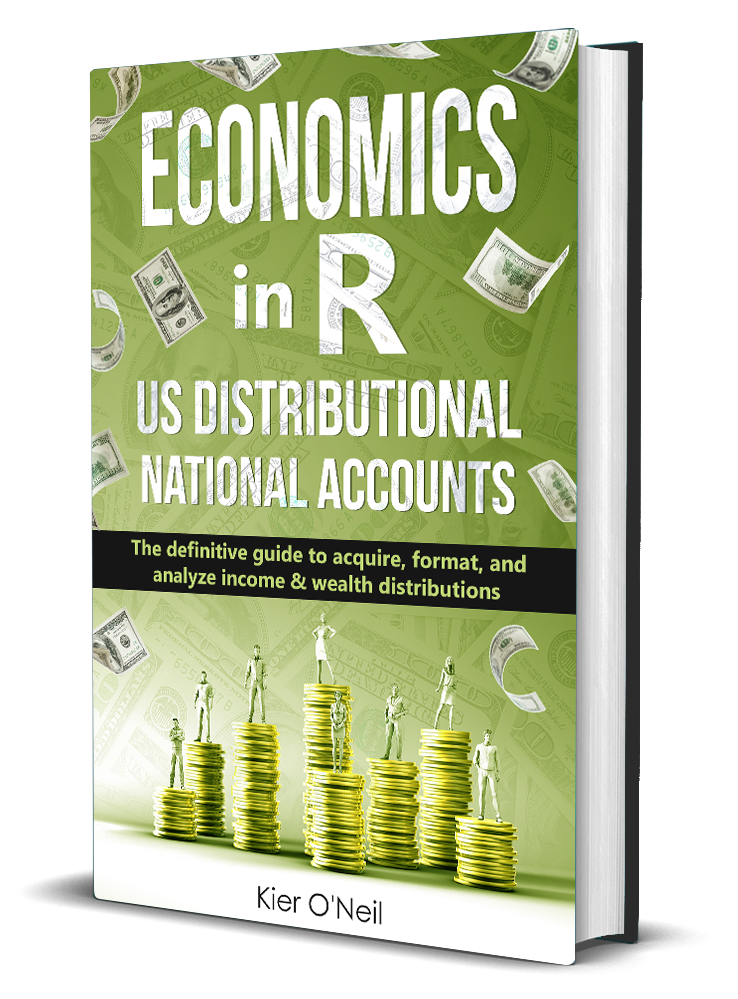 ECONOMICS
in R
US DISTRIBUTIONAL
NATIONAL ACCOUNTS
The definitive guide to acquire, format, and
analyze income & wealth distributions
Kier O'Neil